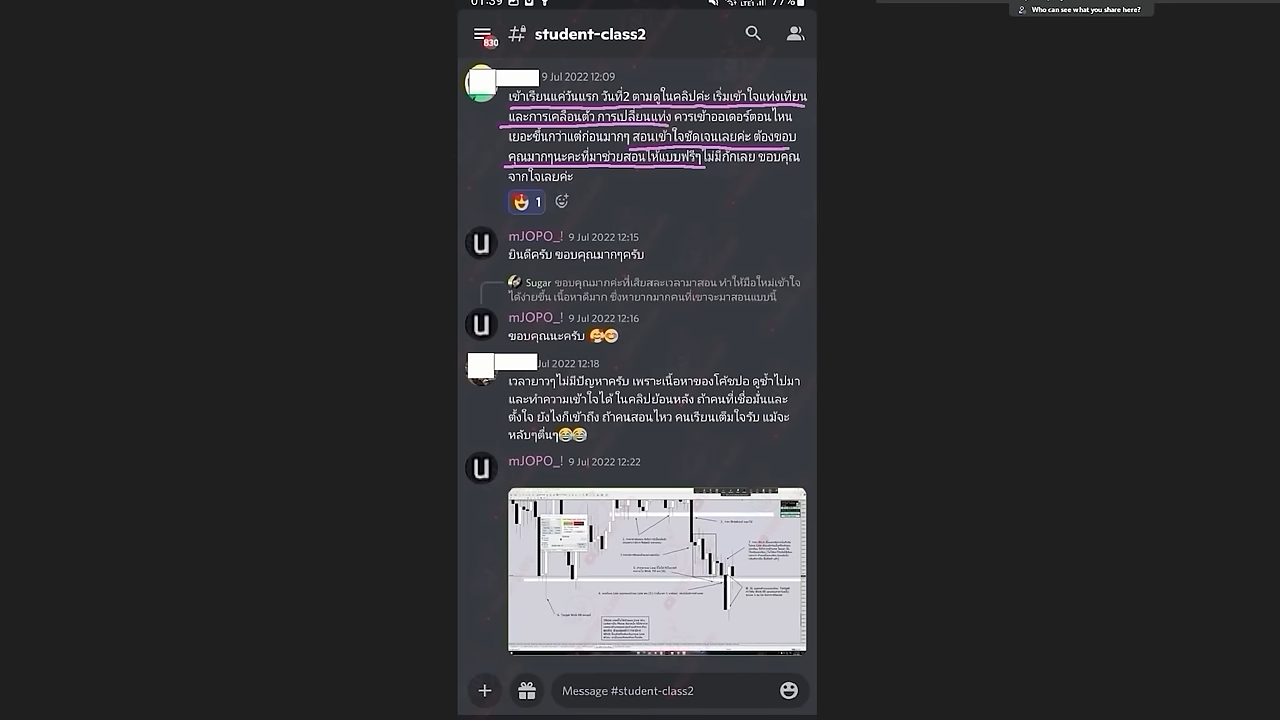 Who can see what you share here?
01:39
77%
830
student-class2
9 Jul 2022 12:09
เข้าเรียนแค่วันแรก วันที่2 ตามดูในคลิปค่ะ เริ่มเข้าใจแท่งเทียน
และการเคลือนตัว การเปลี่ยนแท่ง ควรเข้าออเดอร์ตอนไหน
เยอะขึ้นกว่าแต่ก่อนมากๆ สอนเข้าใจชัดเจนเลยค่ะ ต้องขอบ
คุณมากๆนะคะที่มาช่วยสอนให้แบบฟรีๆไม่มีกั๊กเลย ขอบคุณ
จากใจเลยค่ะ
1
mJOPO_!
9 Jul 2022 12:15
ยินดีครับ ขอบคุณมากๆครับ
Sugar ขอบคุณมากค่ะที่เสียสละเวลามาสอน ทำให้มือใหม่เข้าใจ
ได้ง่ายขึ้น เนื้อหาดีมาก ซึ่งหายากมากคนที่เขาจะมาสอนแบบนี้
mJOPO_! 9 Jul 2022 12:16
ขอบคุณนะครับ
Jul 2022 12:18
เวลายาวๆไม่มีปัญหาครับ เพราะเนื้อหาของโค๊ชปอ ดูซ้ำไปมา
และทำความเข้าใจได้ ในคลิปย้อนหลัง ถ้าคนที่เชื่อมั่นและ
ตั้งใจ ยังไงก็เข้าถึง ถ้าคนสอนไหว คนเรียนเต็มใจรับ แม้จะ
หลับๆตื่นๆ
mJOPO_! 9 Jul 2022 12:22
Message #student-class2